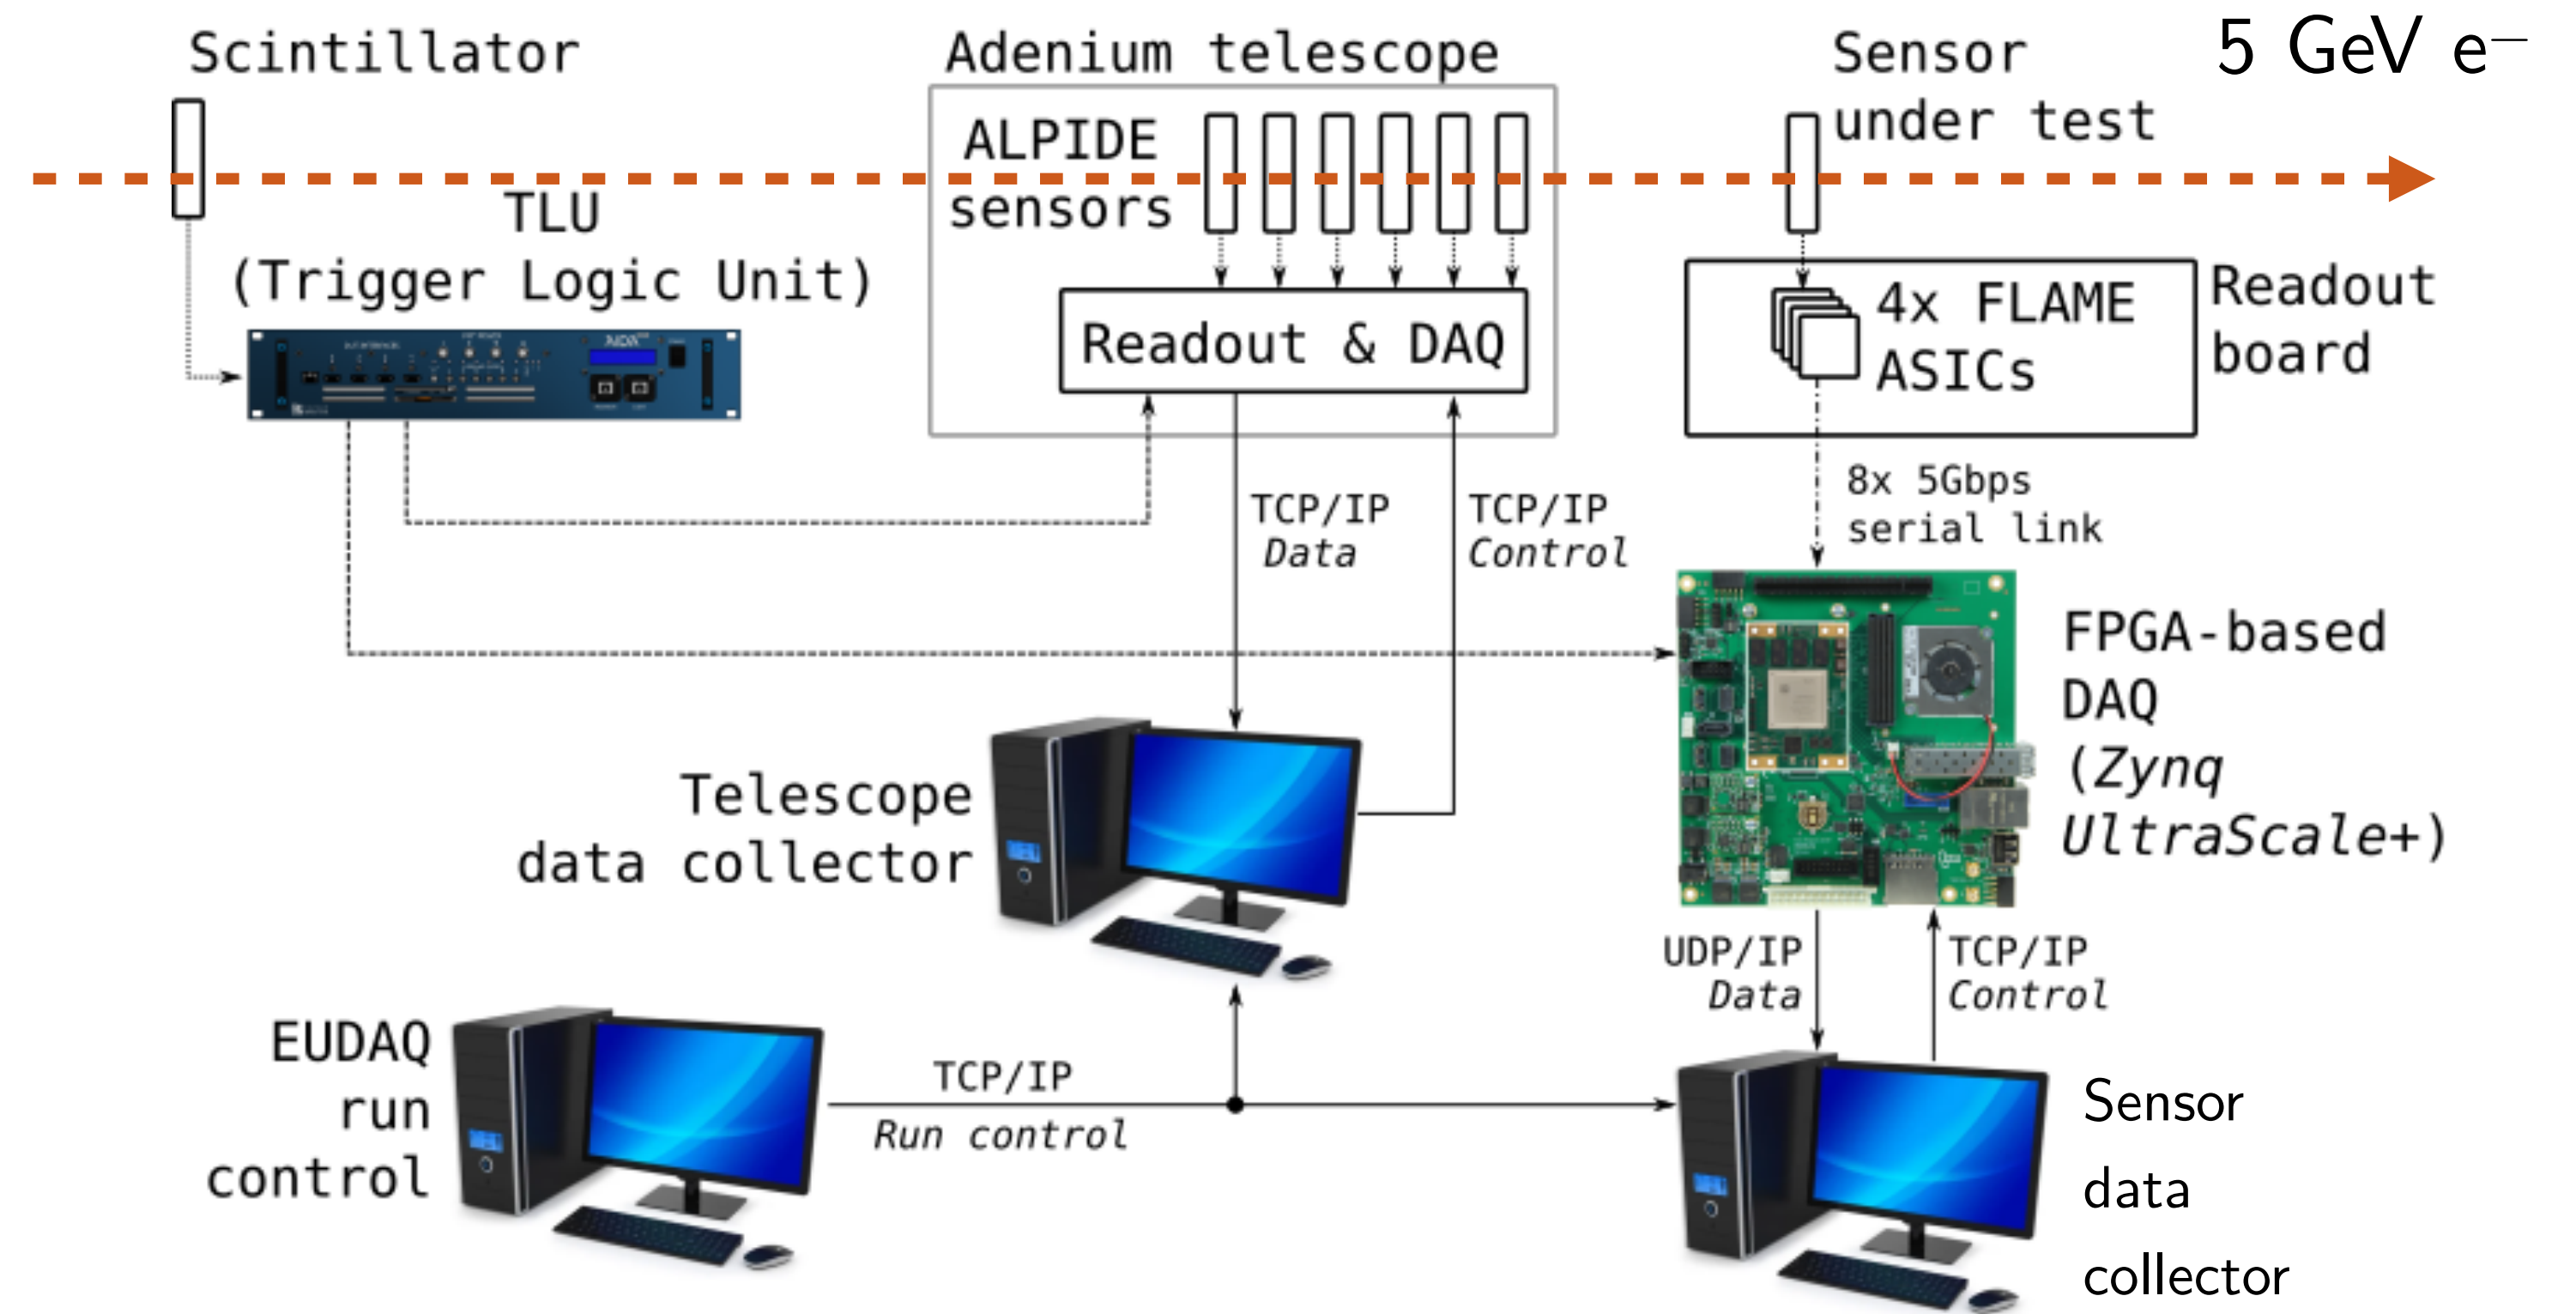 Scintillator
Adenium telescope
Sensor
under test
5 GeV e⁻
ALPIDE
sensors
TLU
(Trigger Logic Unit)
Readout & DAQ
4x FLAME
ASICs
Readout
board
TCP/IP
Data
TCP/IP
Control
8x 5Gbps
serial link
FPGA-based
DAQ
(Zynq
UltraScale+)
Telescope
data collector
UDP/IP
Data
TCP/IP
Control
EUDAQ
run
control
TCP/IP
Run control
Sensor
data
collector